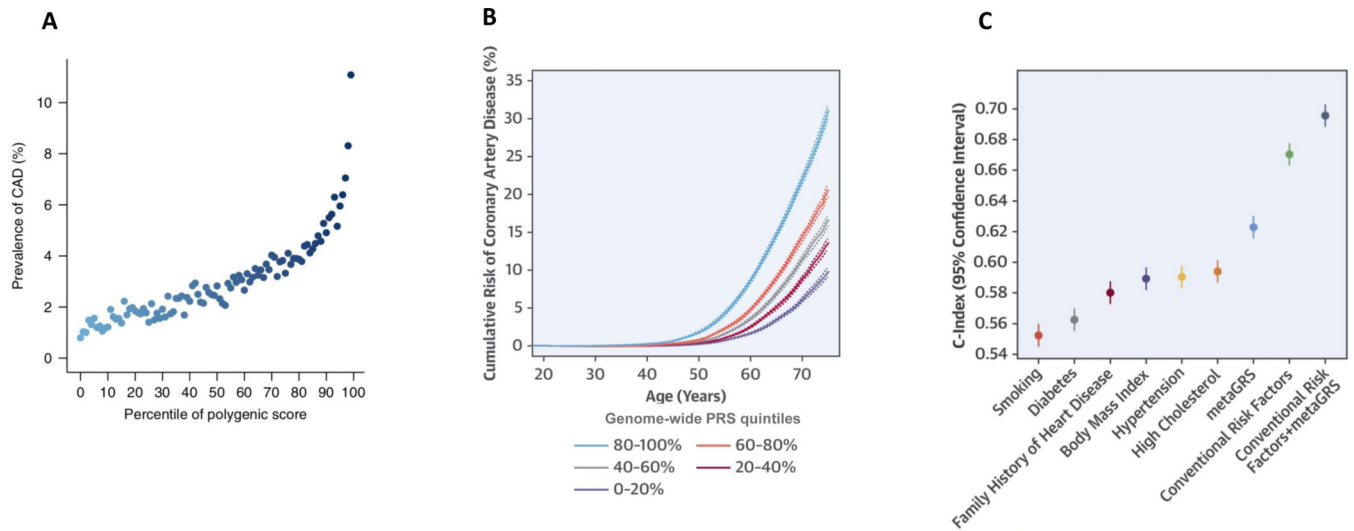 A
Prevalence of CAD (%)
10
8
6
4
2
0
0 10 20 30 40 50 60 70 80 90 100
Percentile of polygenic score
B
Cumulative Risk of Coronary Artery Disease (%)
35
30
25
20
15
10
5
0
20 30 40 50 60 70
Age (Years)
Genome-wide PRS quintiles
80-100% 60-80%
40-60% 20-40%
0-20%
C
C-Index (95% Confidence Interval)
0.70
0.68
0.66
0.64
0.62
0.60
0.58
0.56
0.54
Smoking
Diabetes
Family History of Heart Disease
Body Mass Index
Hypertension
High Cholesterol
metaGRS
Conventional Risk Factors
Conventional Risk
Factors+metaGRS